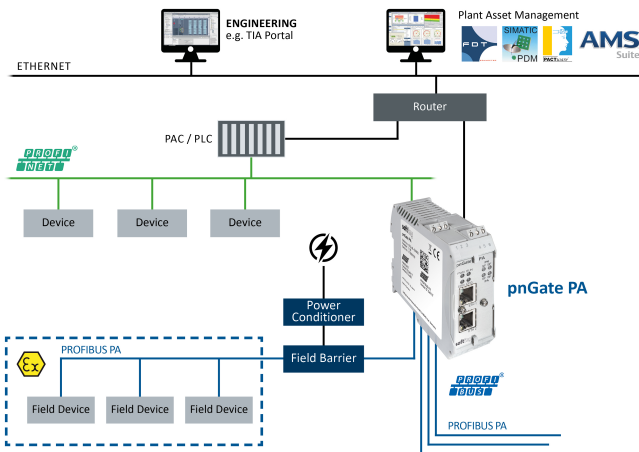 ENGINEERING
e.g. TIA Portal
Plant Asset Management
FDT
SIMATIC
PDM
PACTware
AMS
Suite
ETHERNET
Router
PAC / PLC
PROFI
NET
Device
Device
Device
PA
pnGate PA
Power
Conditioner
Field Barrier
Ex
PROFIBUS PA
Field Device
Field Device
Field Device
PROFI
BUS
PROFIBUS PA